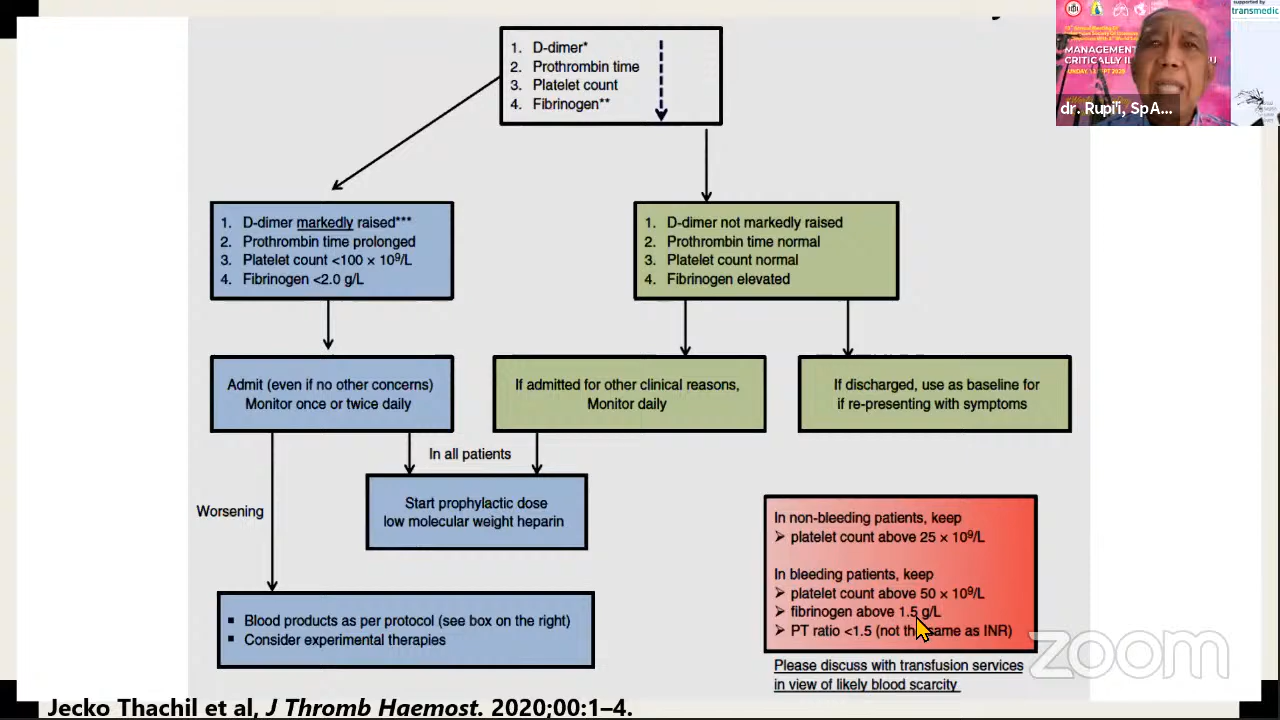 1. D-dimer*
2. Prothrombin time
3. Platelet count
4. Fibrinogen**
1. D-dimer markedly raised***
2. Prothrombin time prolonged
3. Platelet count <100 × 10⁹/L
4. Fibrinogen <2.0 g/L
1. D-dimer not markedly raised
2. Prothrombin time normal
3. Platelet count normal
4. Fibrinogen elevated
Admit (even if no other concerns)
Monitor once or twice daily
If admitted for other clinical reasons,
Monitor daily
If discharged, use as baseline for
if re-presenting with symptoms
In all patients
Worsening
Start prophylactic dose
low molecular weight heparin
▪ Blood products as per protocol (see box on the right)
▪ Consider experimental therapies
In non-bleeding patients, keep
➢ platelet count above 25 × 10⁹/L
In bleeding patients, keep
➢ platelet count above 50 × 10⁹/L
➢ fibrinogen above 1.5 g/L
➢ PT ratio <1.5 (not the same as INR)
Please discuss with transfusion services
in view of likely blood scarcity
Jecko Thachil et al, J Thromb Haemost. 2020;00:1–4.
zoom
supported by
transmedic
MANAGEMENT
CRITICALLY
dr. Rupi'i, SpA...